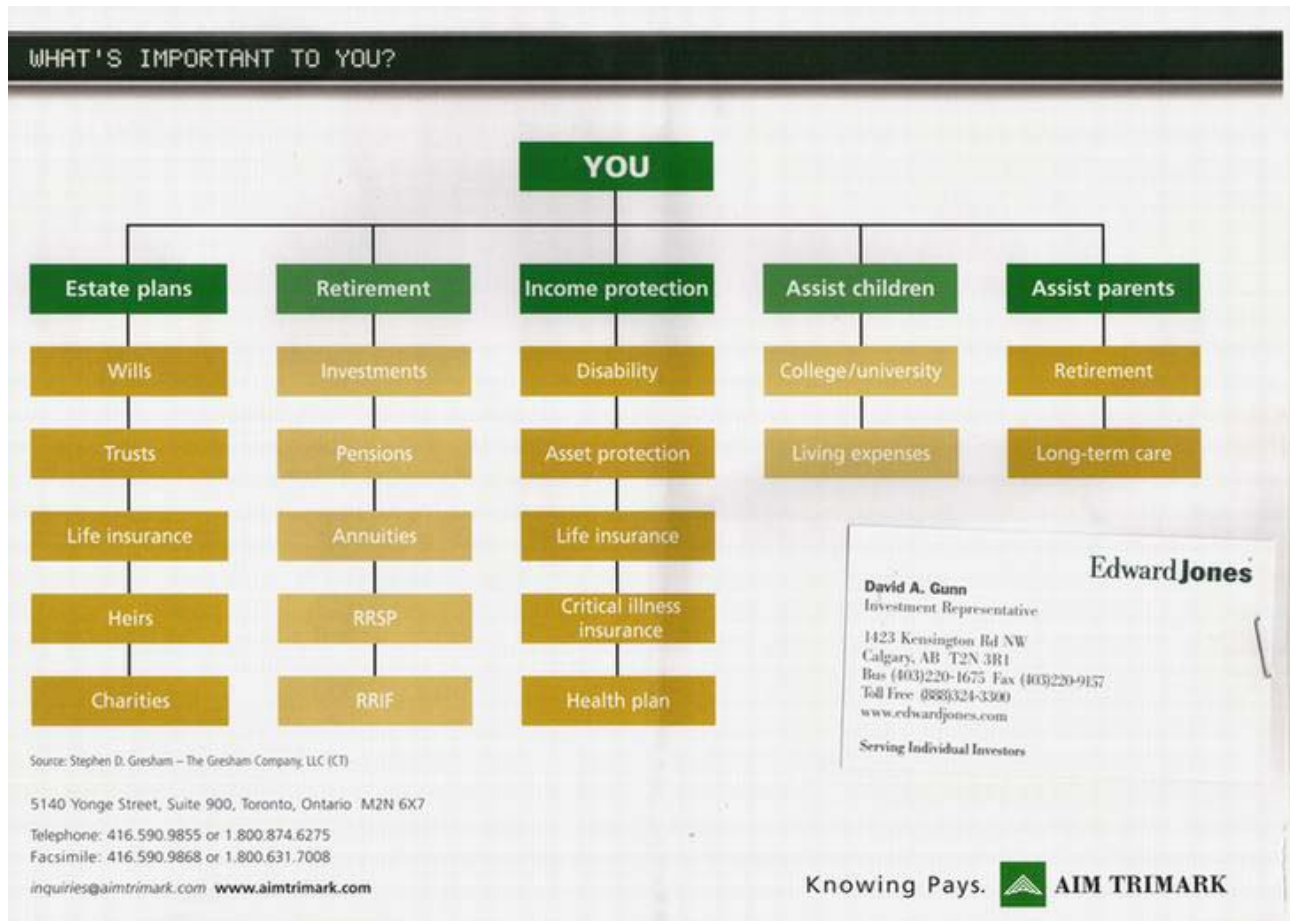 WHAT'S IMPORTANT TO YOU?
YOU
Estate plans
Wills
Trusts
Life insurance
Heirs
Charities
Retirement
Investments
Pensions
Annuities
RRSP
RRIF
Income protection
Disability
Asset protection
Life insurance
Critical illness
insurance
Health plan
Assist children
College/university
Living expenses
Assist parents
Retirement
Long-term care
Edward Jones
David A. Gunn
Investment Representative
1423 Kensington Rd NW
Calgary, AB T2N 3R1
Bus (403)220-1675 Fax (403)220-9157
Toll Free (888)324-3300
www.edwardjones.com
Serving Individual Investors
Source: Stephen D. Gresham – The Gresham Company, LLC (CT)
5140 Yonge Street, Suite 900, Toronto, Ontario M2N 6X7
Telephone: 416.590.9855 or 1.800.874.6275
Facsimile: 416.590.9868 or 1.800.631.7008
inquiries@aimtrimark.com www.aimtrimark.com
Knowing Pays. AIM TRIMARK